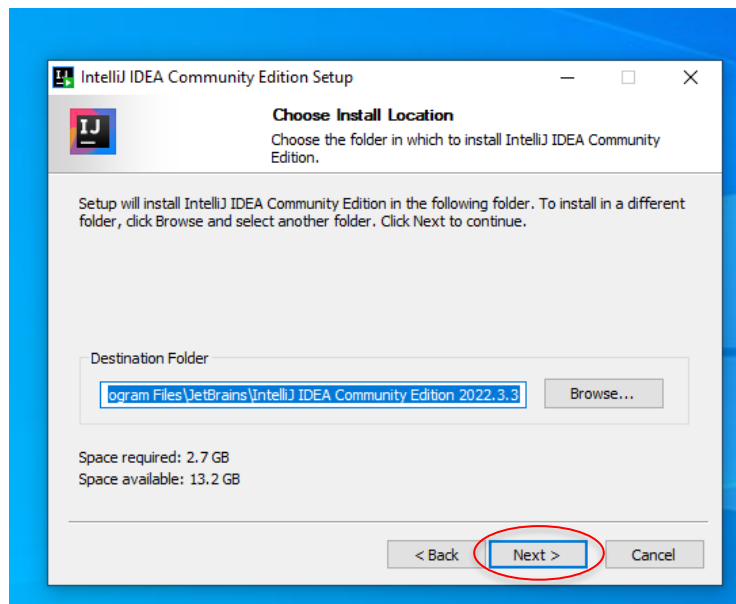 IntelliJ IDEA Community Edition Setup
IJ
Choose Install Location
Choose the folder in which to install IntelliJ IDEA Community
Edition.
Setup will install IntelliJ IDEA Community Edition in the following folder. To install in a different
folder, click Browse and select another folder. Click Next to continue.
Destination Folder
ogram Files\JetBrains\IntelliJ IDEA Community Edition 2022.3.3
Browse...
Space required: 2.7 GB
Space available: 13.2 GB
< Back
Next >
Cancel